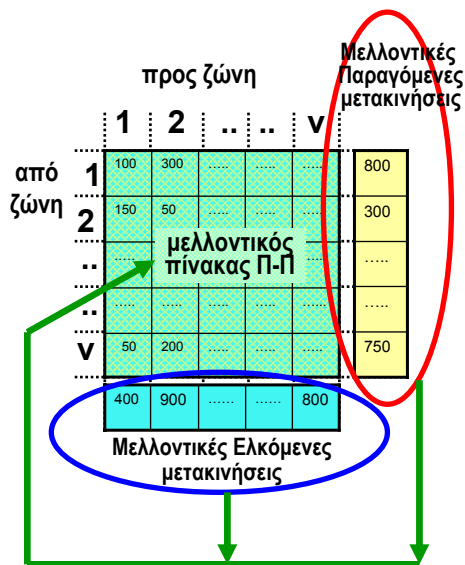 Μελλοντικές
Παραγόμενες
μετακινήσεις
προς ζώνη
1 2 .. .. ν
από
ζώνη
1 100 300 ..... ..... ..... 800
2 150 50 ..... ..... ..... 300
.. ..... ..... ..... ..... ..... .....
μελλοντικός
πίνακας Π-Π
.. ..... ..... ..... ..... ..... .....
ν 50 200 ..... ..... ..... 750
400 900 ...... ...... 800
Μελλοντικές Ελκόμενες
μετακινήσεις